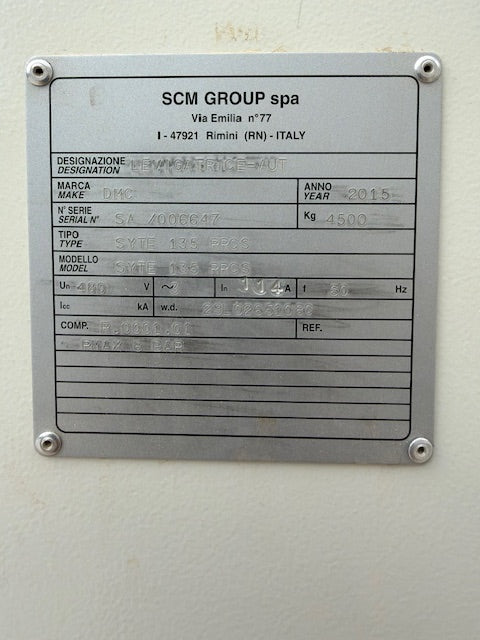 SCM GROUP spa
Via Emilia n°77
I - 47921 Rimini (RN) - ITALY
DESIGNAZIONE LEVIGATRICE-AUT
DESIGNATION
MARCA DMC ANNO 2015
MAKE YEAR
N° SERIE SA /006647 Kg 4500
SERIAL N°
TIPO SYTE 135 RPCS
TYPE
MODELLO SYTE 135 RPCS
MODEL
Un 480 V ~ In 114 A f Hz
Icc kA w.d.
COMP. R.0001.01 REF.
PMAX 6 BAR